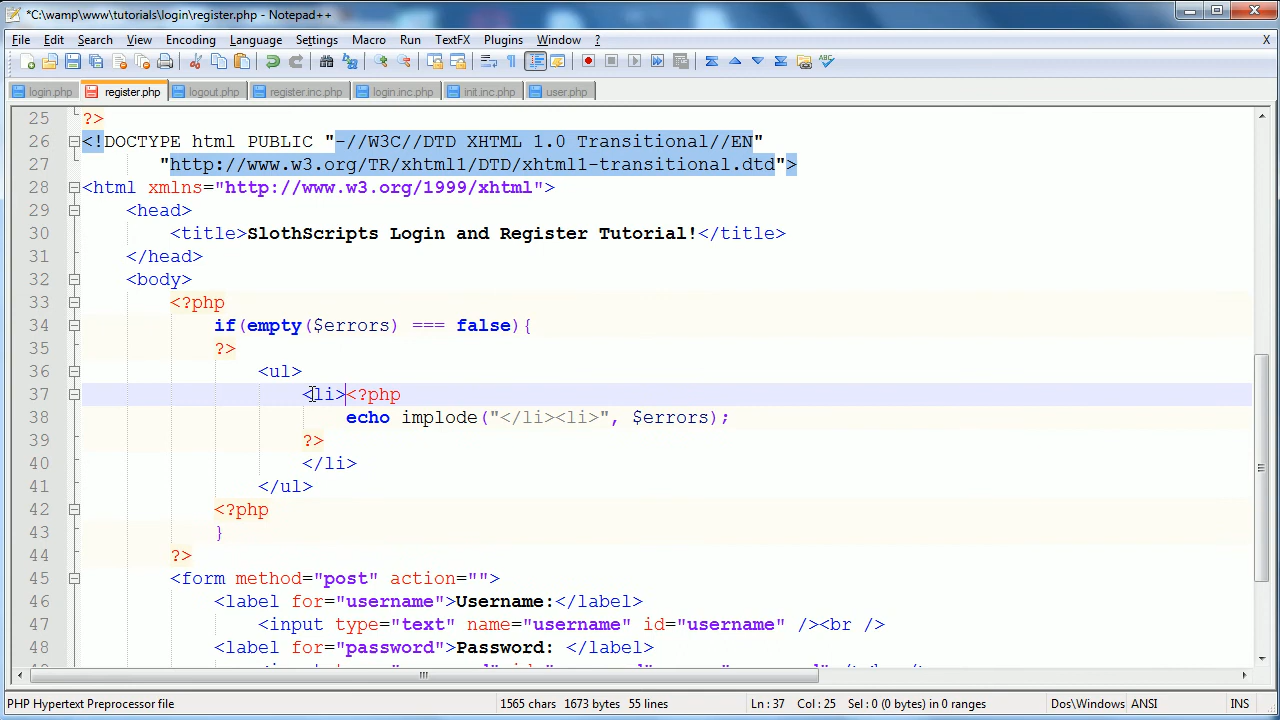 *C:\wamp\www\tutorials\login\register.php - Notepad++
File Edit Search View Encoding Language Settings Macro Run TextFX Plugins Window ? X
login.php register.php logout.php register.inc.php login.inc.php init.inc.php user.php
25 ?>
26 <!DOCTYPE html PUBLIC "-//W3C//DTD XHTML 1.0 Transitional//EN"
27 "http://www.w3.org/TR/xhtml1/DTD/xhtml1-transitional.dtd">
28 <html xmlns="http://www.w3.org/1999/xhtml">
29 <head>
30 <title>SlothScripts Login and Register Tutorial!</title>
31 </head>
32 <body>
33 <?php
34 if(empty($errors) === false){
35 ?>
36 <ul>
37 <li><?php
38 echo implode("</li><li>", $errors);
39 ?>
40 </li>
41 </ul>
42 <?php
43 }
44 ?>
45 <form method="post" action="">
46 <label for="username">Username:</label>
47 <input type="text" name="username" id="username" /><br />
48 <label for="password">Password: </label>
PHP Hypertext Preprocessor file 1565 chars 1673 bytes 55 lines Ln : 37 Col : 25 Sel : 0 (0 bytes) in 0 ranges Dos\Windows ANSI INS